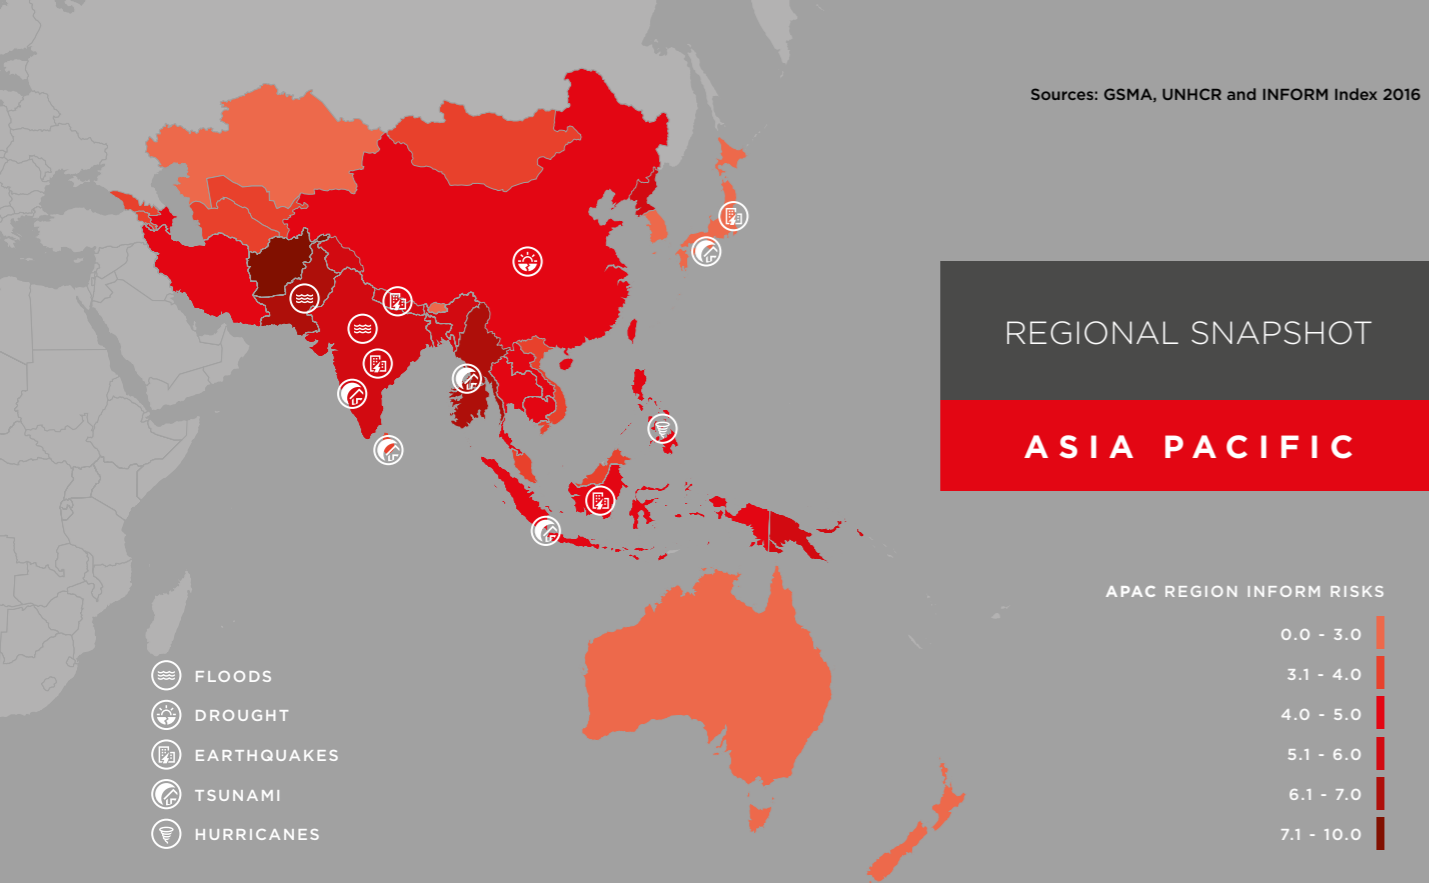 Sources: GSMA, UNHCR and INFORM Index 2016
REGIONAL SNAPSHOT
ASIA PACIFIC
APAC REGION INFORM RISKS
0.0 - 3.0
3.1 - 4.0
4.0 - 5.0
5.1 - 6.0
6.1 - 7.0
7.1 - 10.0
FLOODS
DROUGHT
EARTHQUAKES
TSUNAMI
HURRICANES